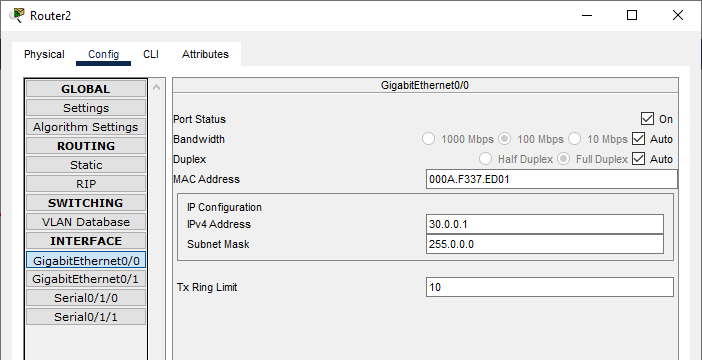 Router2
Physical Config CLI Attributes
GLOBAL
Settings
Algorithm Settings
ROUTING
Static
RIP
SWITCHING
VLAN Database
INTERFACE
GigabitEthernet0/0
GigabitEthernet0/1
Serial0/1/0
Serial0/1/1
GigabitEthernet0/0
Port Status On
Bandwidth 1000 Mbps 100 Mbps 10 Mbps Auto
Duplex Half Duplex Full Duplex Auto
MAC Address 000A.F337.ED01
IP Configuration
IPv4 Address 30.0.0.1
Subnet Mask 255.0.0.0
Tx Ring Limit 10